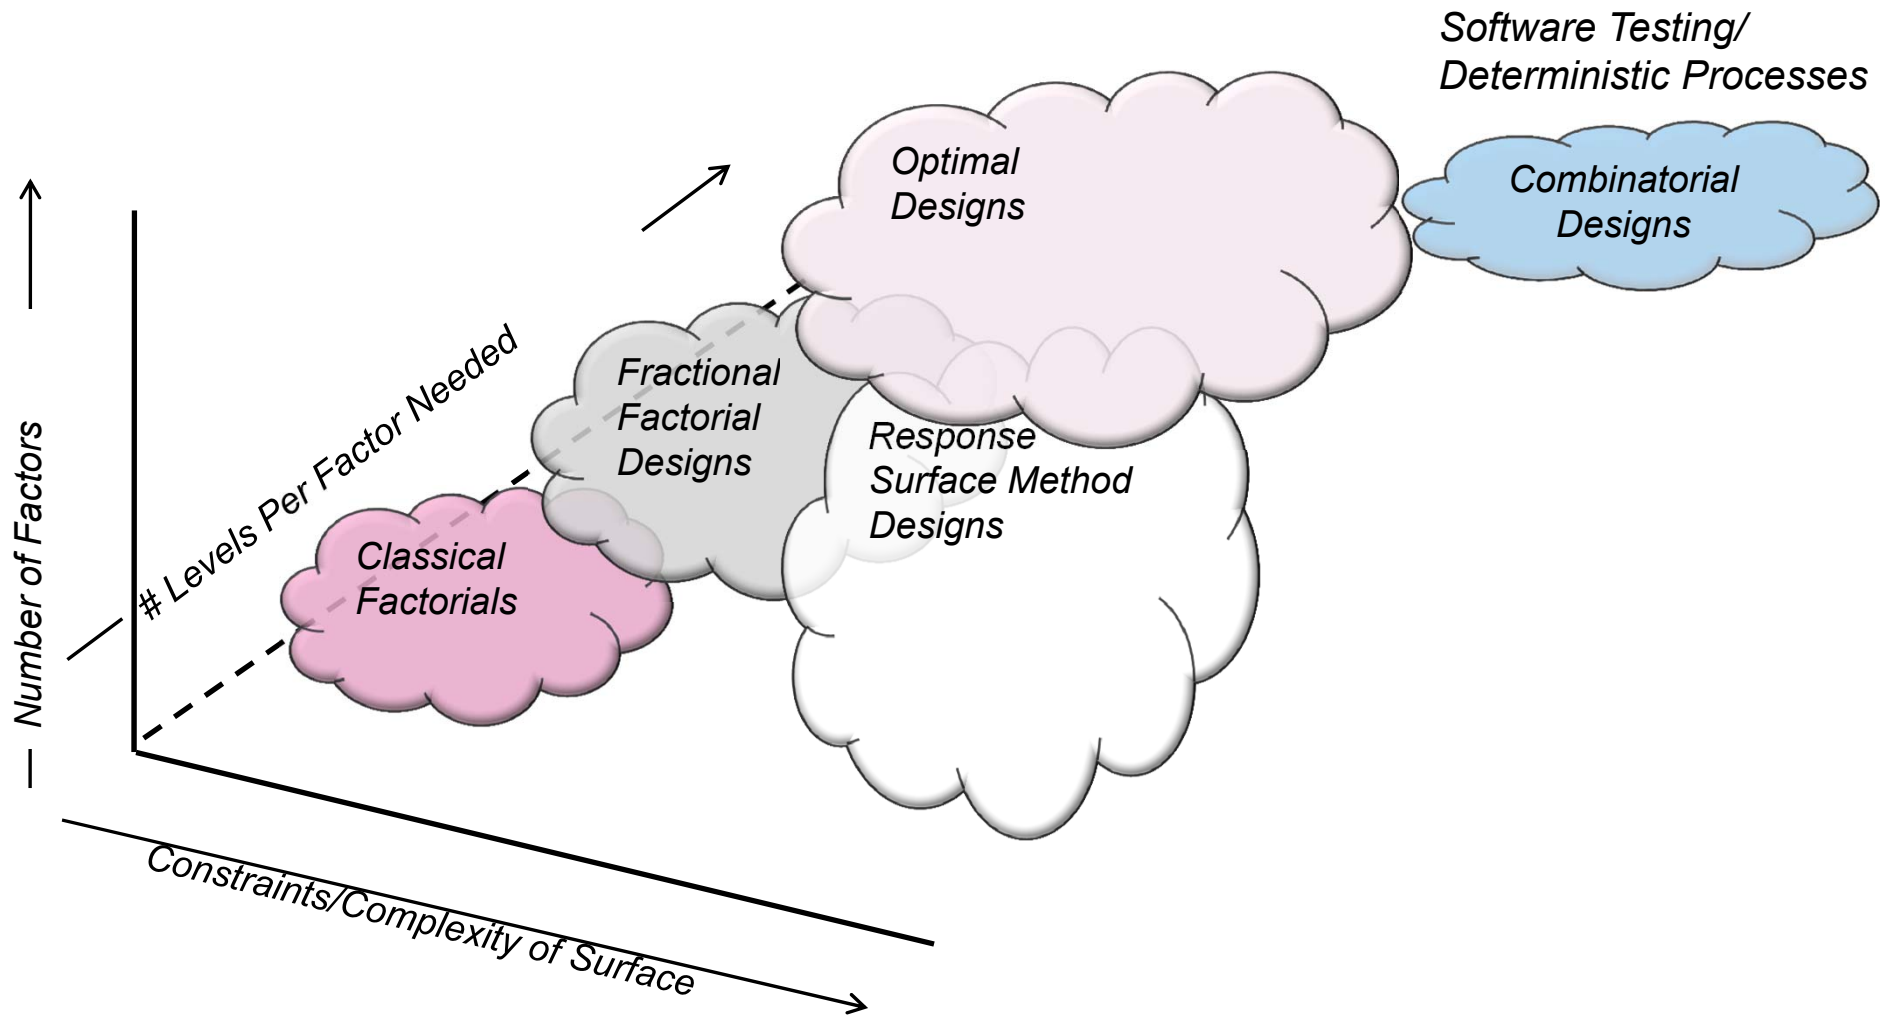 Software Testing/
Deterministic Processes
Optimal
Designs
Combinatorial
Designs
Fractional
Factorial
Designs
Response
Surface Method
Designs
Classical
Factorials
Number of Factors
# Levels Per Factor Needed
Constraints/Complexity of Surface